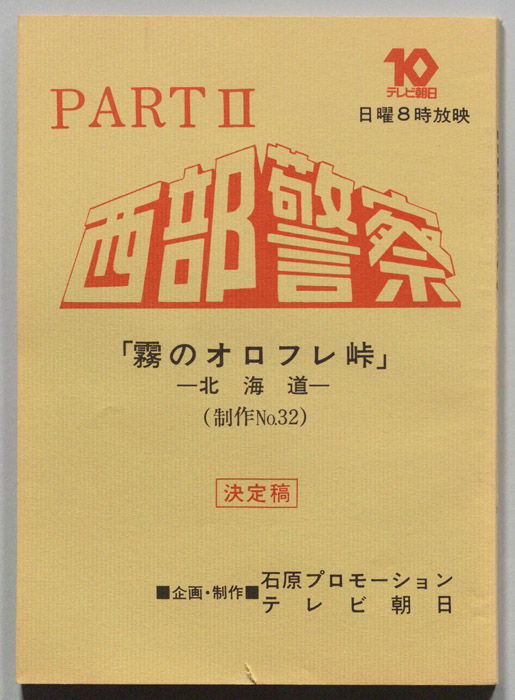 10
テレビ朝日
日曜8時放映
PART II
西部警察
「霧のオロフレ峠」
―北海道―
(制作No.32)
決定稿
■企画・制作■石原プロモーション
テレビ朝日